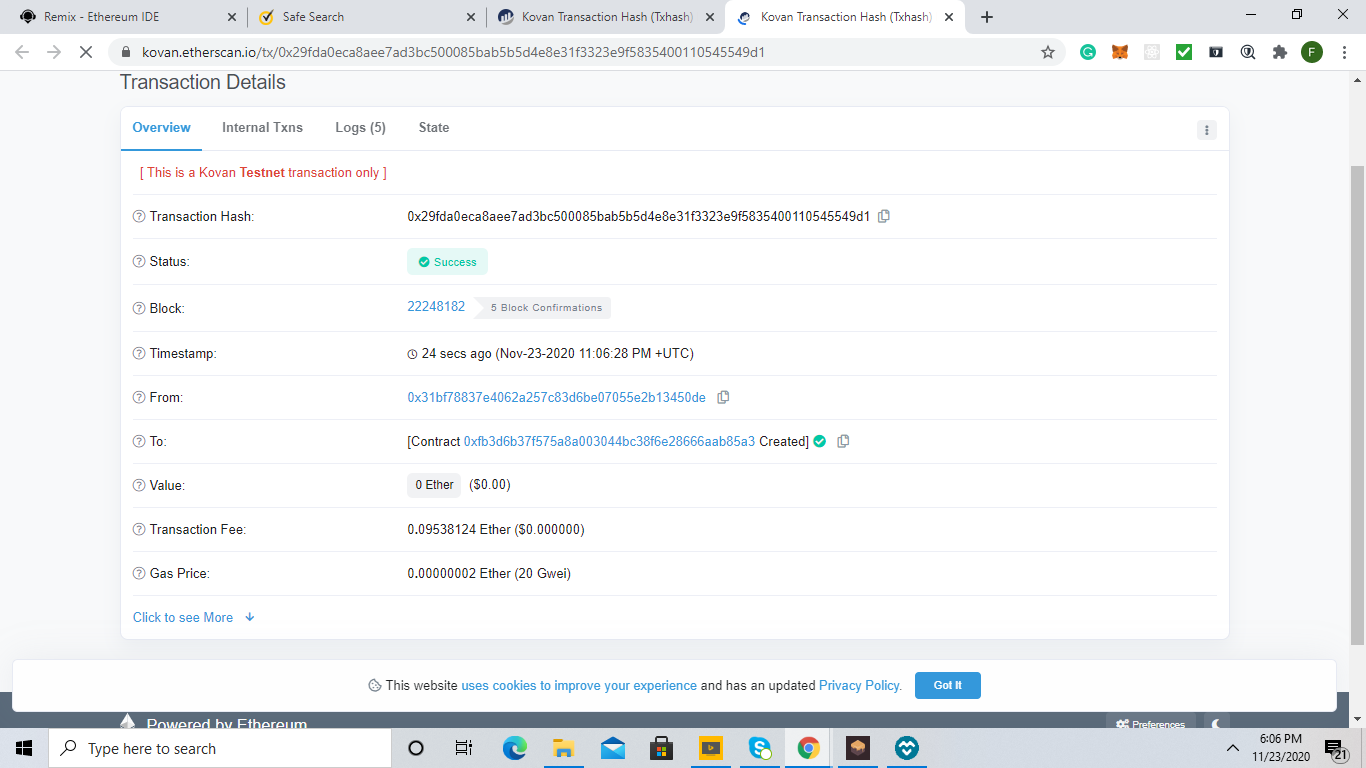 Remix - Ethereum IDE
Safe Search
Kovan Transaction Hash (Txhash)
Kovan Transaction Hash (Txhash)
kovan.etherscan.io/tx/0x29fda0eca8aee7ad3bc500085bab5b5d4e8e31f3323e9f5835400110545549d1
F
Transaction Details
Overview Internal Txns Logs (5) State
[ This is a Kovan Testnet transaction only ]
Transaction Hash: 0x29fda0eca8aee7ad3bc500085bab5b5d4e8e31f3323e9f5835400110545549d1
Status: Success
Block: 22248182 5 Block Confirmations
Timestamp: 24 secs ago (Nov-23-2020 11:06:28 PM +UTC)
From: 0x31bf78837e4062a257c83d6be07055e2b13450de
To: [Contract 0xfb3d6b37f575a8a003044bc38f6e28666aab85a3 Created]
Value: 0 Ether ($0.00)
Transaction Fee: 0.09538124 Ether ($0.000000)
Gas Price: 0.00000002 Ether (20 Gwei)
Click to see More
This website uses cookies to improve your experience and has an updated Privacy Policy. Got It
Powered by Ethereum
Preferences
Type here to search
6:06 PM
11/23/2020
21